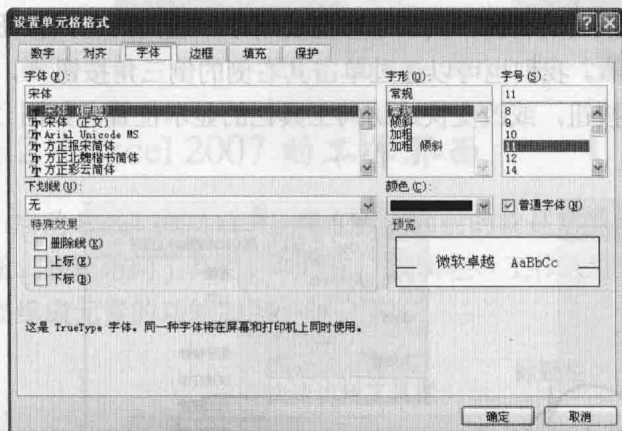 设置单元格格式
数字 对齐 字体 边框 填充 保护
字体(F): 字形(O): 字号(S):
宋体 常规 11
宋体 (标题) 常规 8
宋体 (正文) 倾斜 9
Arial Unicode MS 加粗 10
方正报宋简体 加粗 倾斜 11
方正北魏楷书简体 12
方正彩云简体 14
下划线(U): 颜色(C):
无 普通字体(N)
特殊效果 预览
删除线(K)
上标(E)
下标(B)
微软卓越 AaBbCc
这是 TrueType 字体。同一种字体将在屏幕和打印机上同时使用。
确定 取消